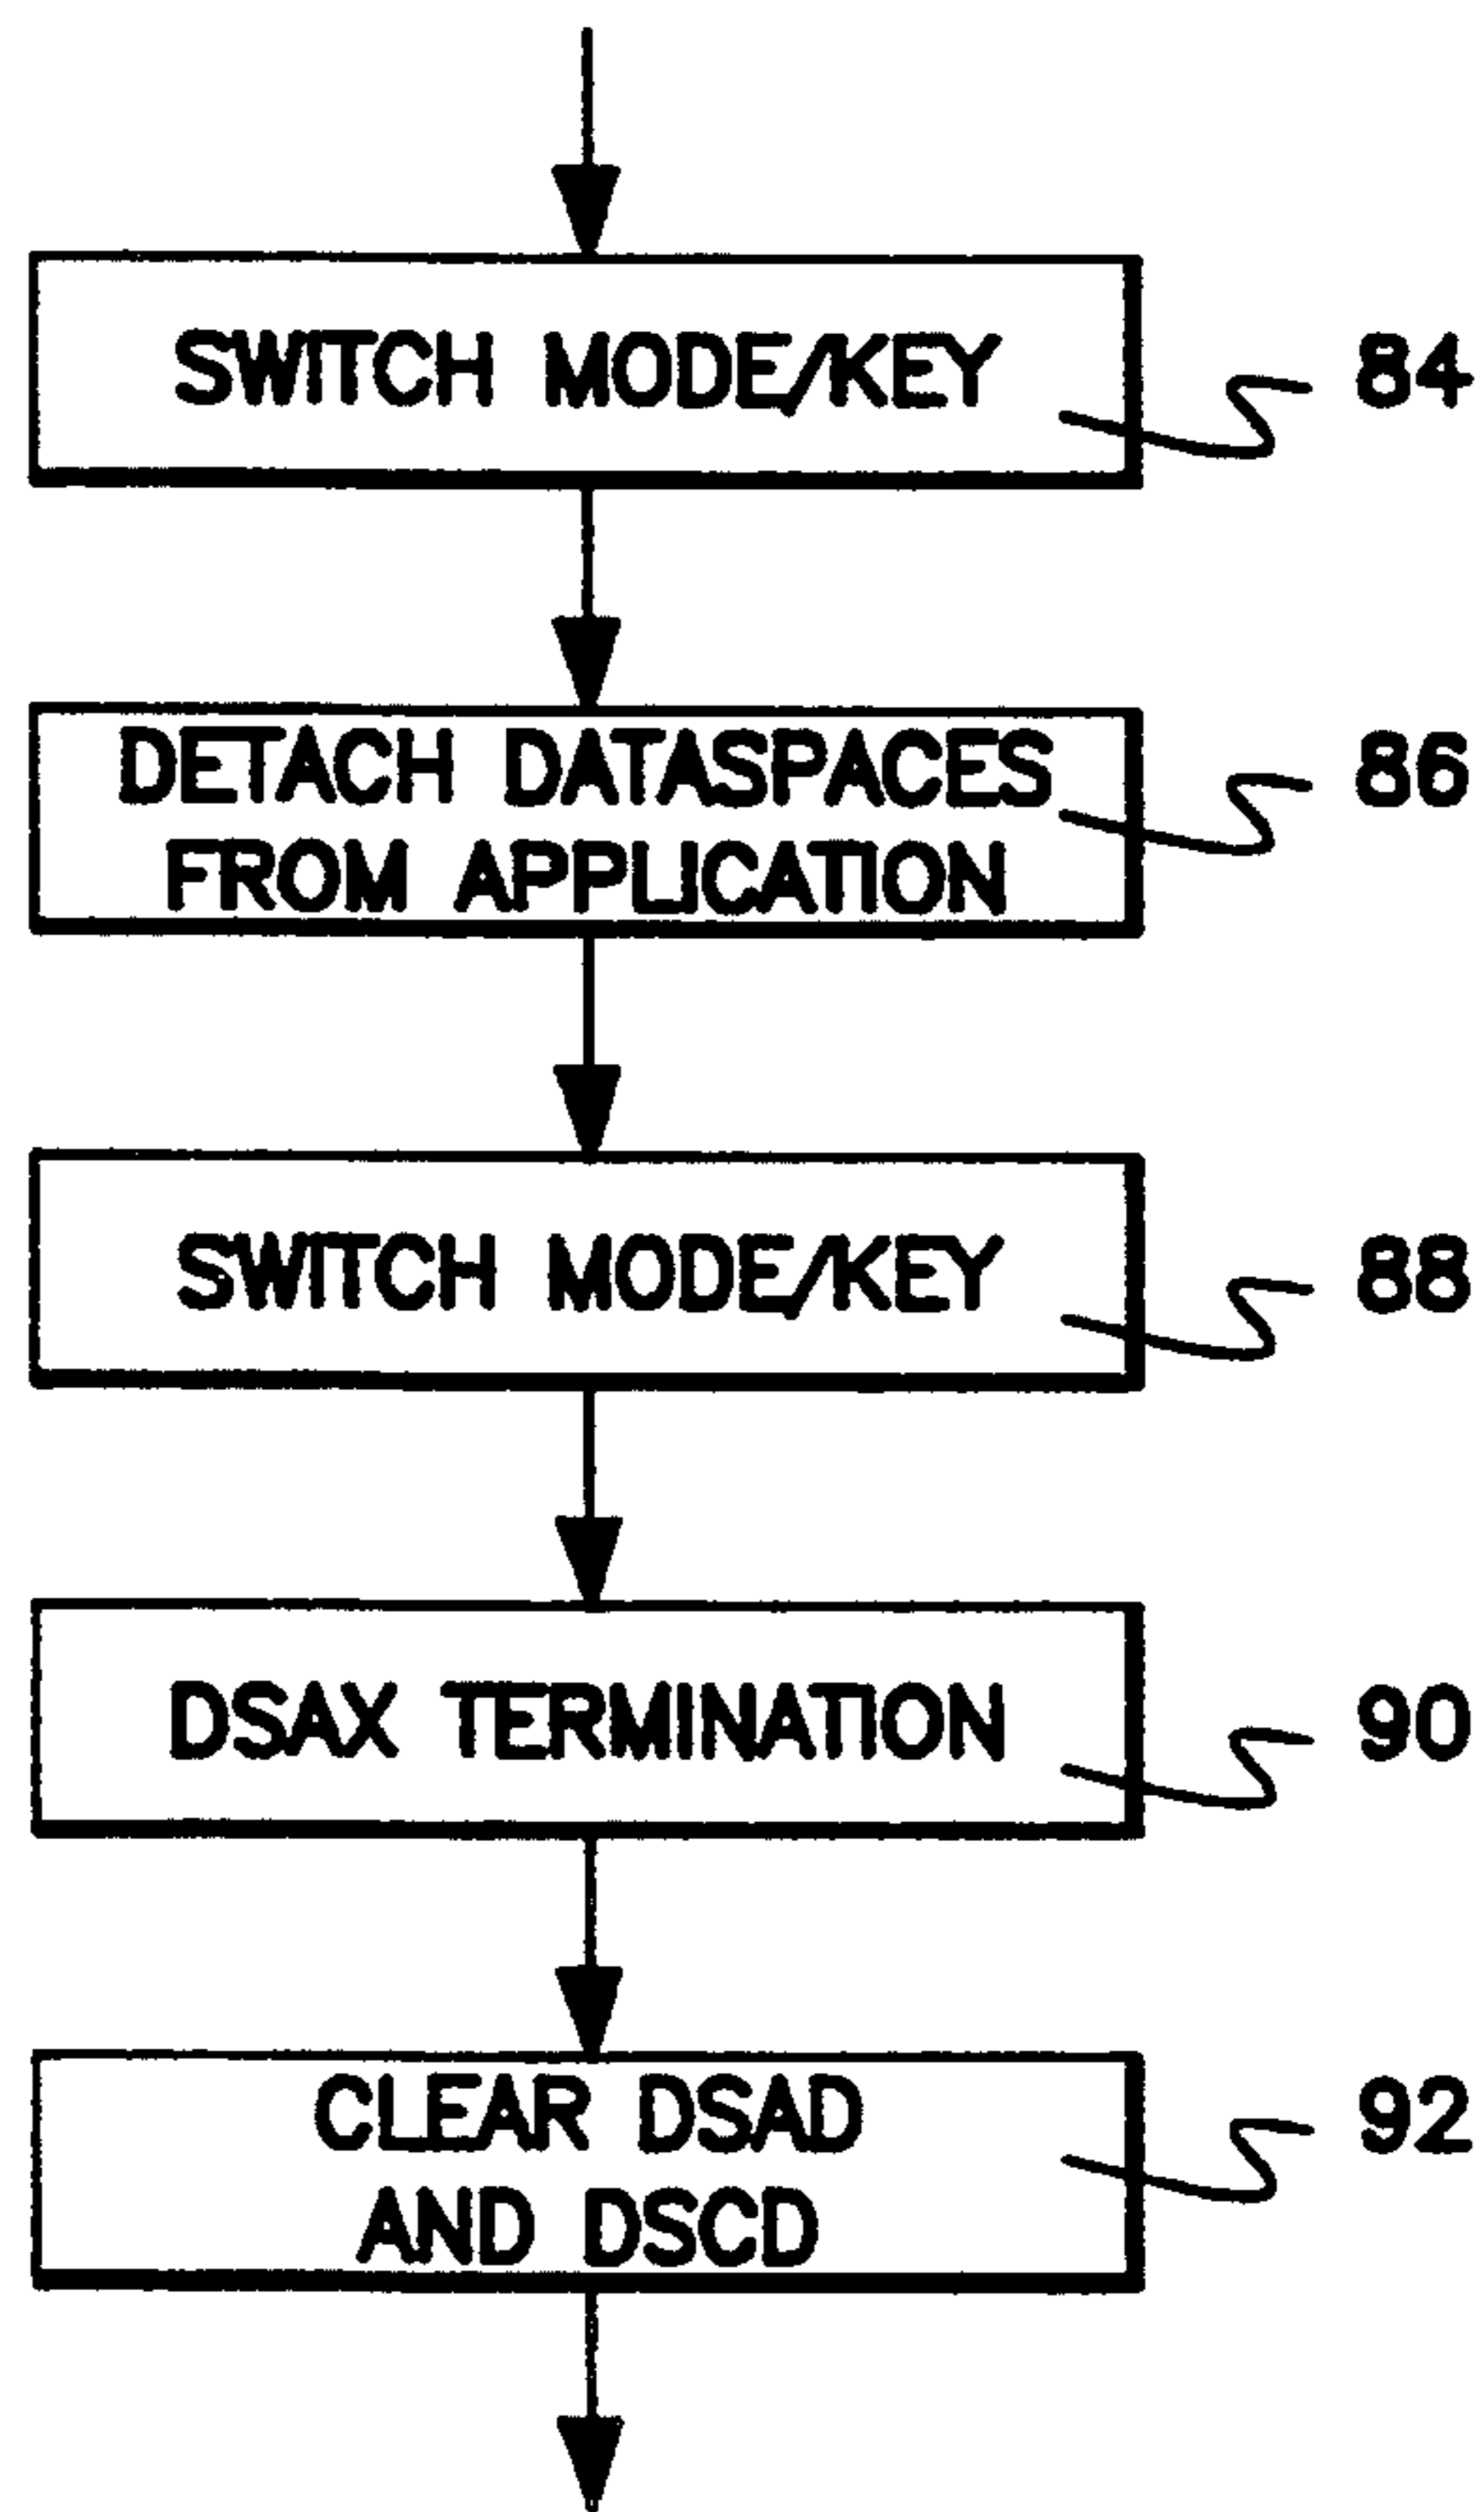 SWITCH MODE/KEY
84
DETACH DATASPACES
FROM APPLICATION
86
SWITCH MODE/KEY
88
DSAX TERMINATION
90
CLEAR DSAD
AND DSCD
92